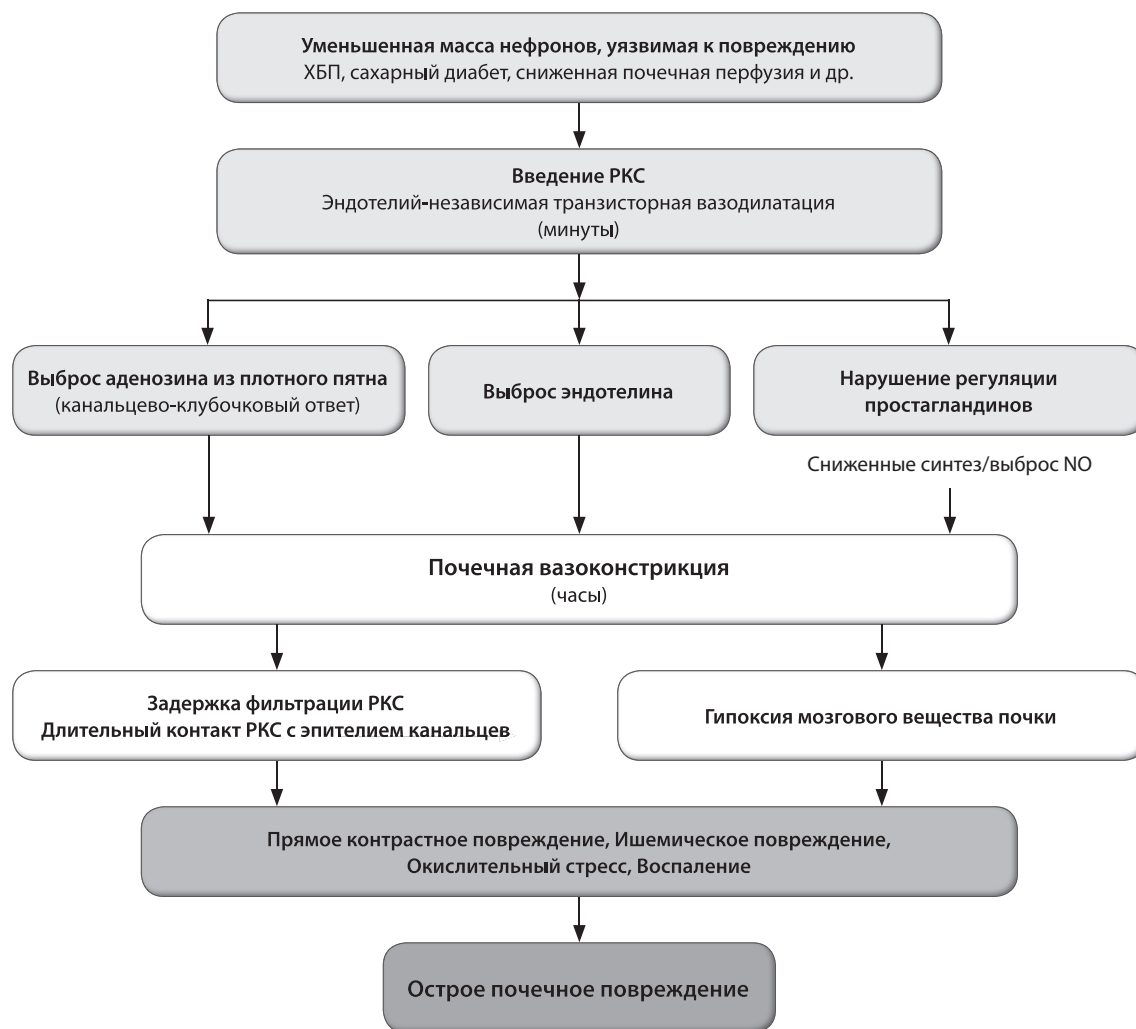 Уменьшенная масса нефронов, уязвимая к повреждению
ХБП, сахарный диабет, сниженная почечная перфузия и др.
Введение РКС
Эндотелий-независимая транзисторная вазодилатация
(минуты)
Выброс аденозина из плотного пятна
(канальцево-клубочковый ответ)
Выброс эндотелина
Нарушение регуляции
простагландинов
Сниженные синтез/выброс NO
Почечная вазоконстрикция
(часы)
Задержка фильтрации РКС
Длительный контакт РКС с эпителием канальцев
Гипоксия мозгового вещества почки
Прямое контрастное повреждение, Ишемическое повреждение,
Окислительный стресс, Воспаление
Острое почечное повреждение